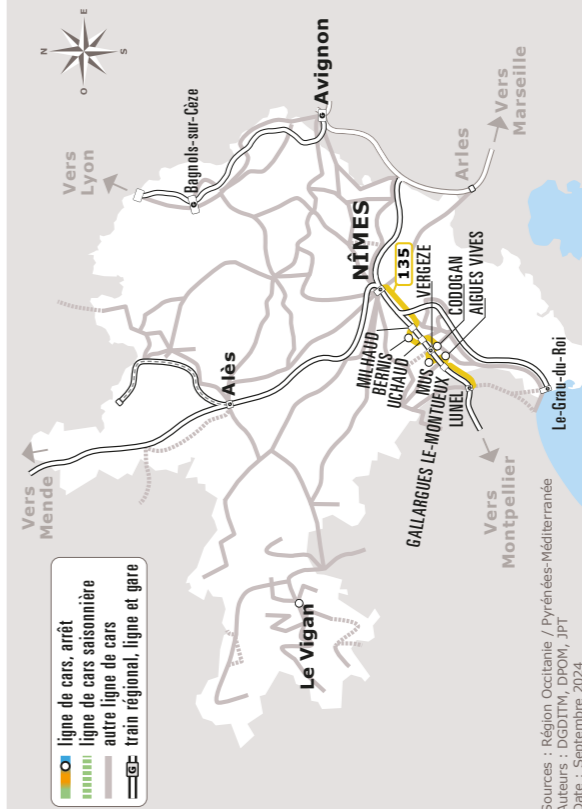 N
E
S
O
Vers
Lyon
Bagnols-sur-Cèze
Avignon
Vers
Marseille
Arles
Vers
Mende
Alès
NÎMES
135
VERGEZE
CODOGAN
AIGUES VIVES
MILHAUD
BERNIS
UCHAUD
MUS
GALLARGUES LE-MONTUEUX
LUNEL
Le-Grau-du-Roi
Vers
Montpellier
Le Vigan
ligne de cars, arrêt
ligne de cars saisonnière
autre ligne de cars
G train régional, ligne et gare
Sources : Région Occitanie / Pyrénées-Méditerranée
Auteurs : DGDITM, DPOM, JPT
Date : Septembre 2024